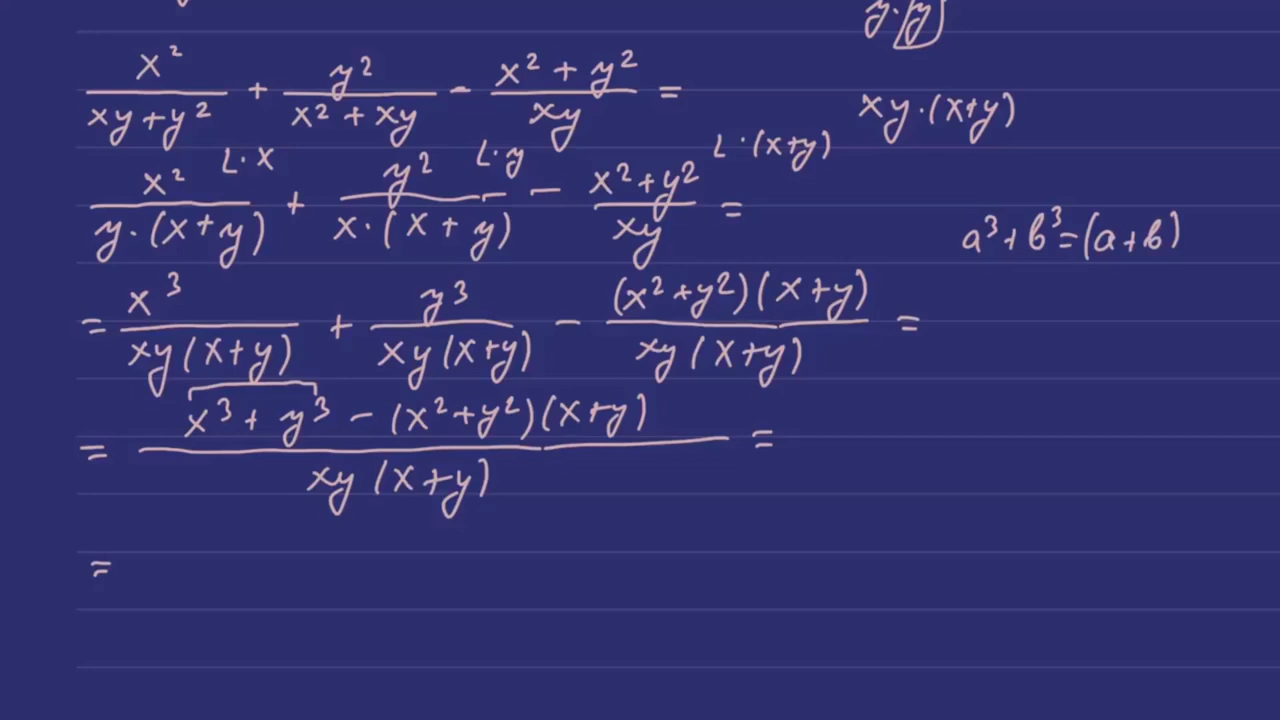 y·(y)
x² / (xy+y²) + y² / (x² + xy) - (x² + y²) / xy =
xy·(x+y)
x² / (y·(x+y)) ∟·x + y² / (x·(x+y)) ∟·y - (x²+y²) / xy ∟·(x+y) =
a³+b³=(a+b)
= x³ / (xy(x+y)) + y³ / (xy(x+y)) - (x²+y²)(x+y) / (xy(x+y)) =
= (x³ + y³ - (x²+y²)(x+y)) / (xy(x+y)) =
=